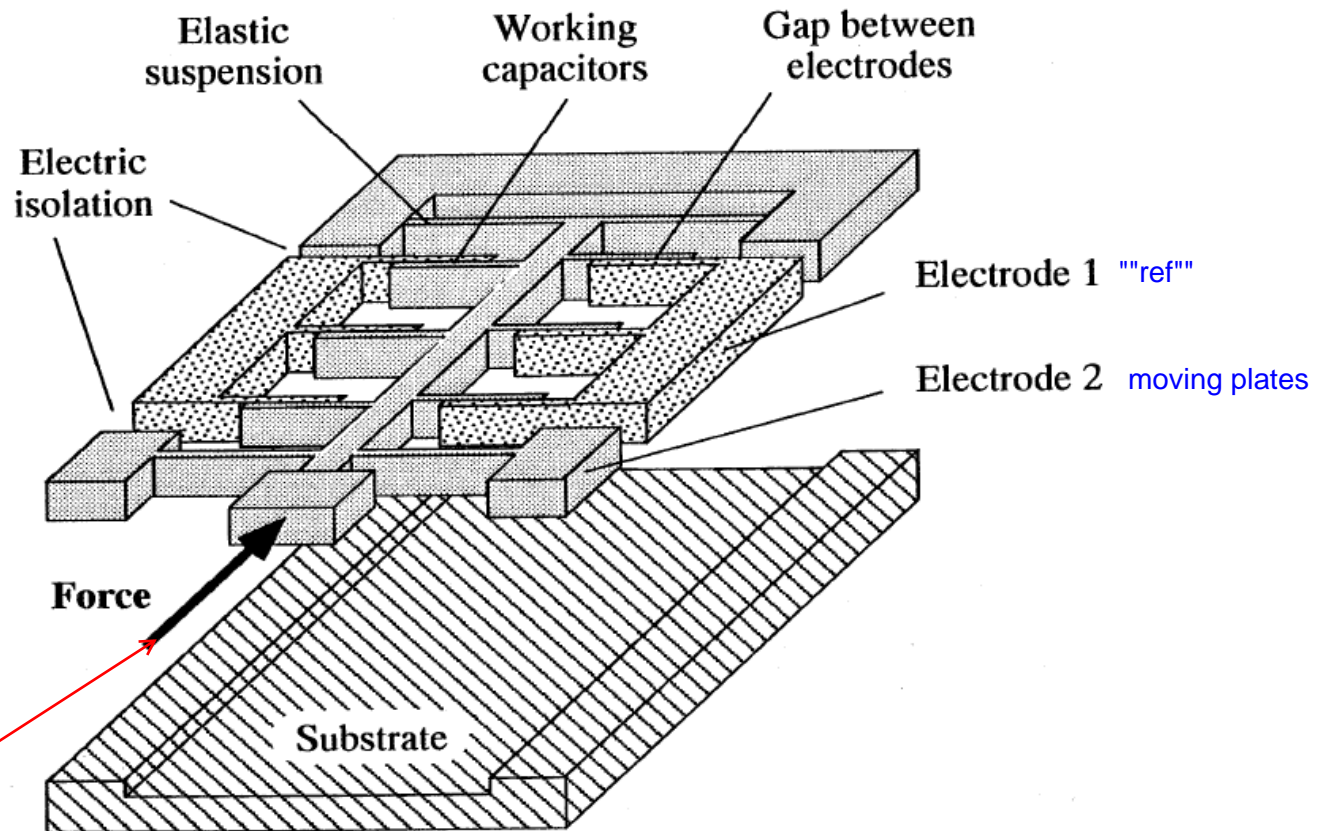 Elastic
suspension
Working
capacitors
Gap between
electrodes
Electric
isolation
Electrode 1 ""ref""
Electrode 2 moving plates
Force
Substrate